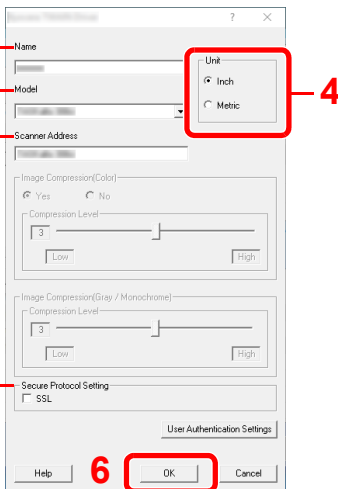 ? ×
Name
Unit
Inch
4
Model
Metric
Scanner Address
Image Compression(Color)
Yes No
Compression Level
3
Low High
Image Compression(Gray / Monochrome)
Compression Level
3
Low High
Secure Protocol Setting
SSL
User Authentication Settings
Help 6 OK Cancel